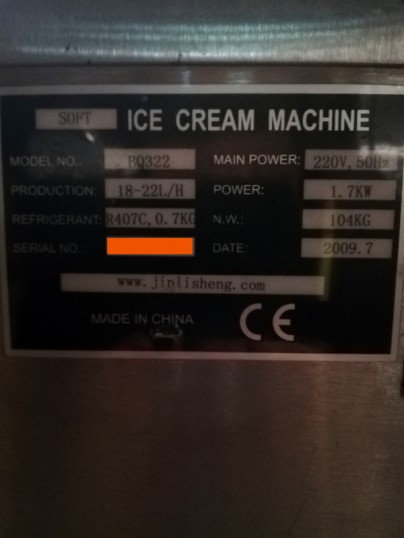 SOFT ICE CREAM MACHINE
MODEL NO.: BQ322 MAIN POWER: 220V, 50Hz
PRODUCTION: 18-22L/H POWER: 1.7KW
REFRIGERANT: R407C, 0.7KG N.W.: 104KG
SERIAL NO.: DATE: 2009.7
www.jinlisheng.com
MADE IN CHINA CE